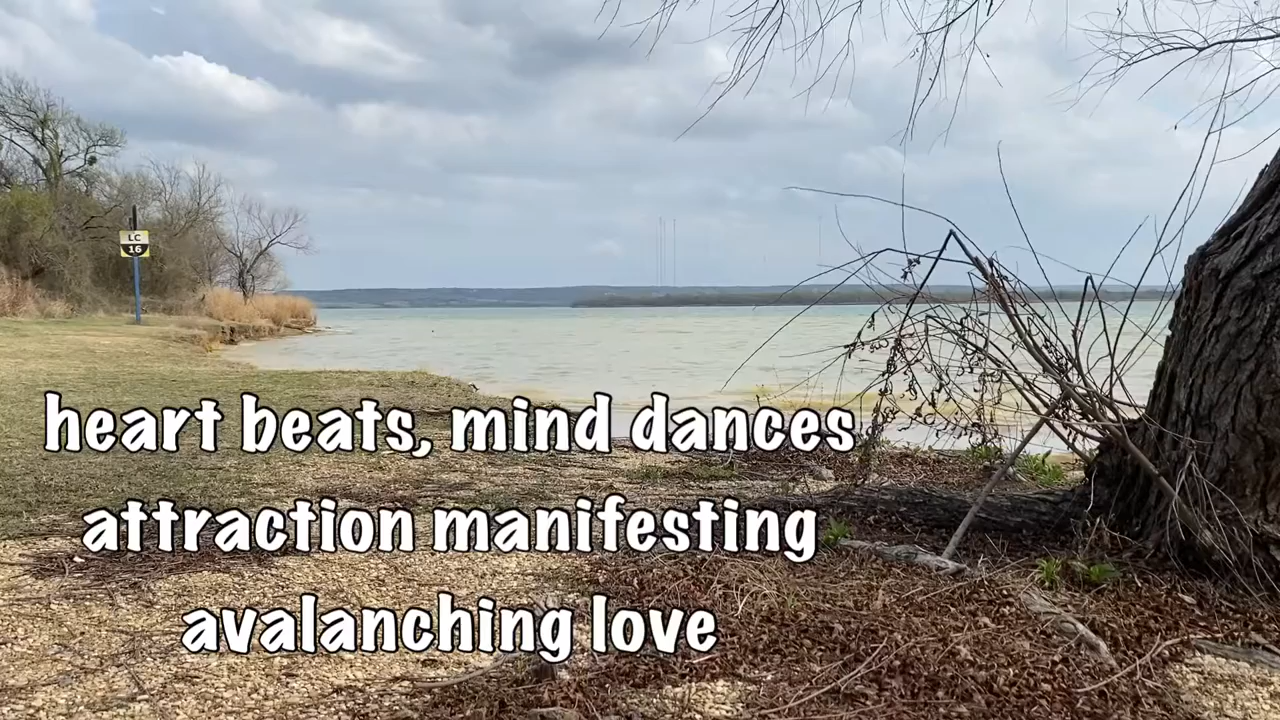 LC
16
heart beats, mind dances
attraction manifesting
avalanching love